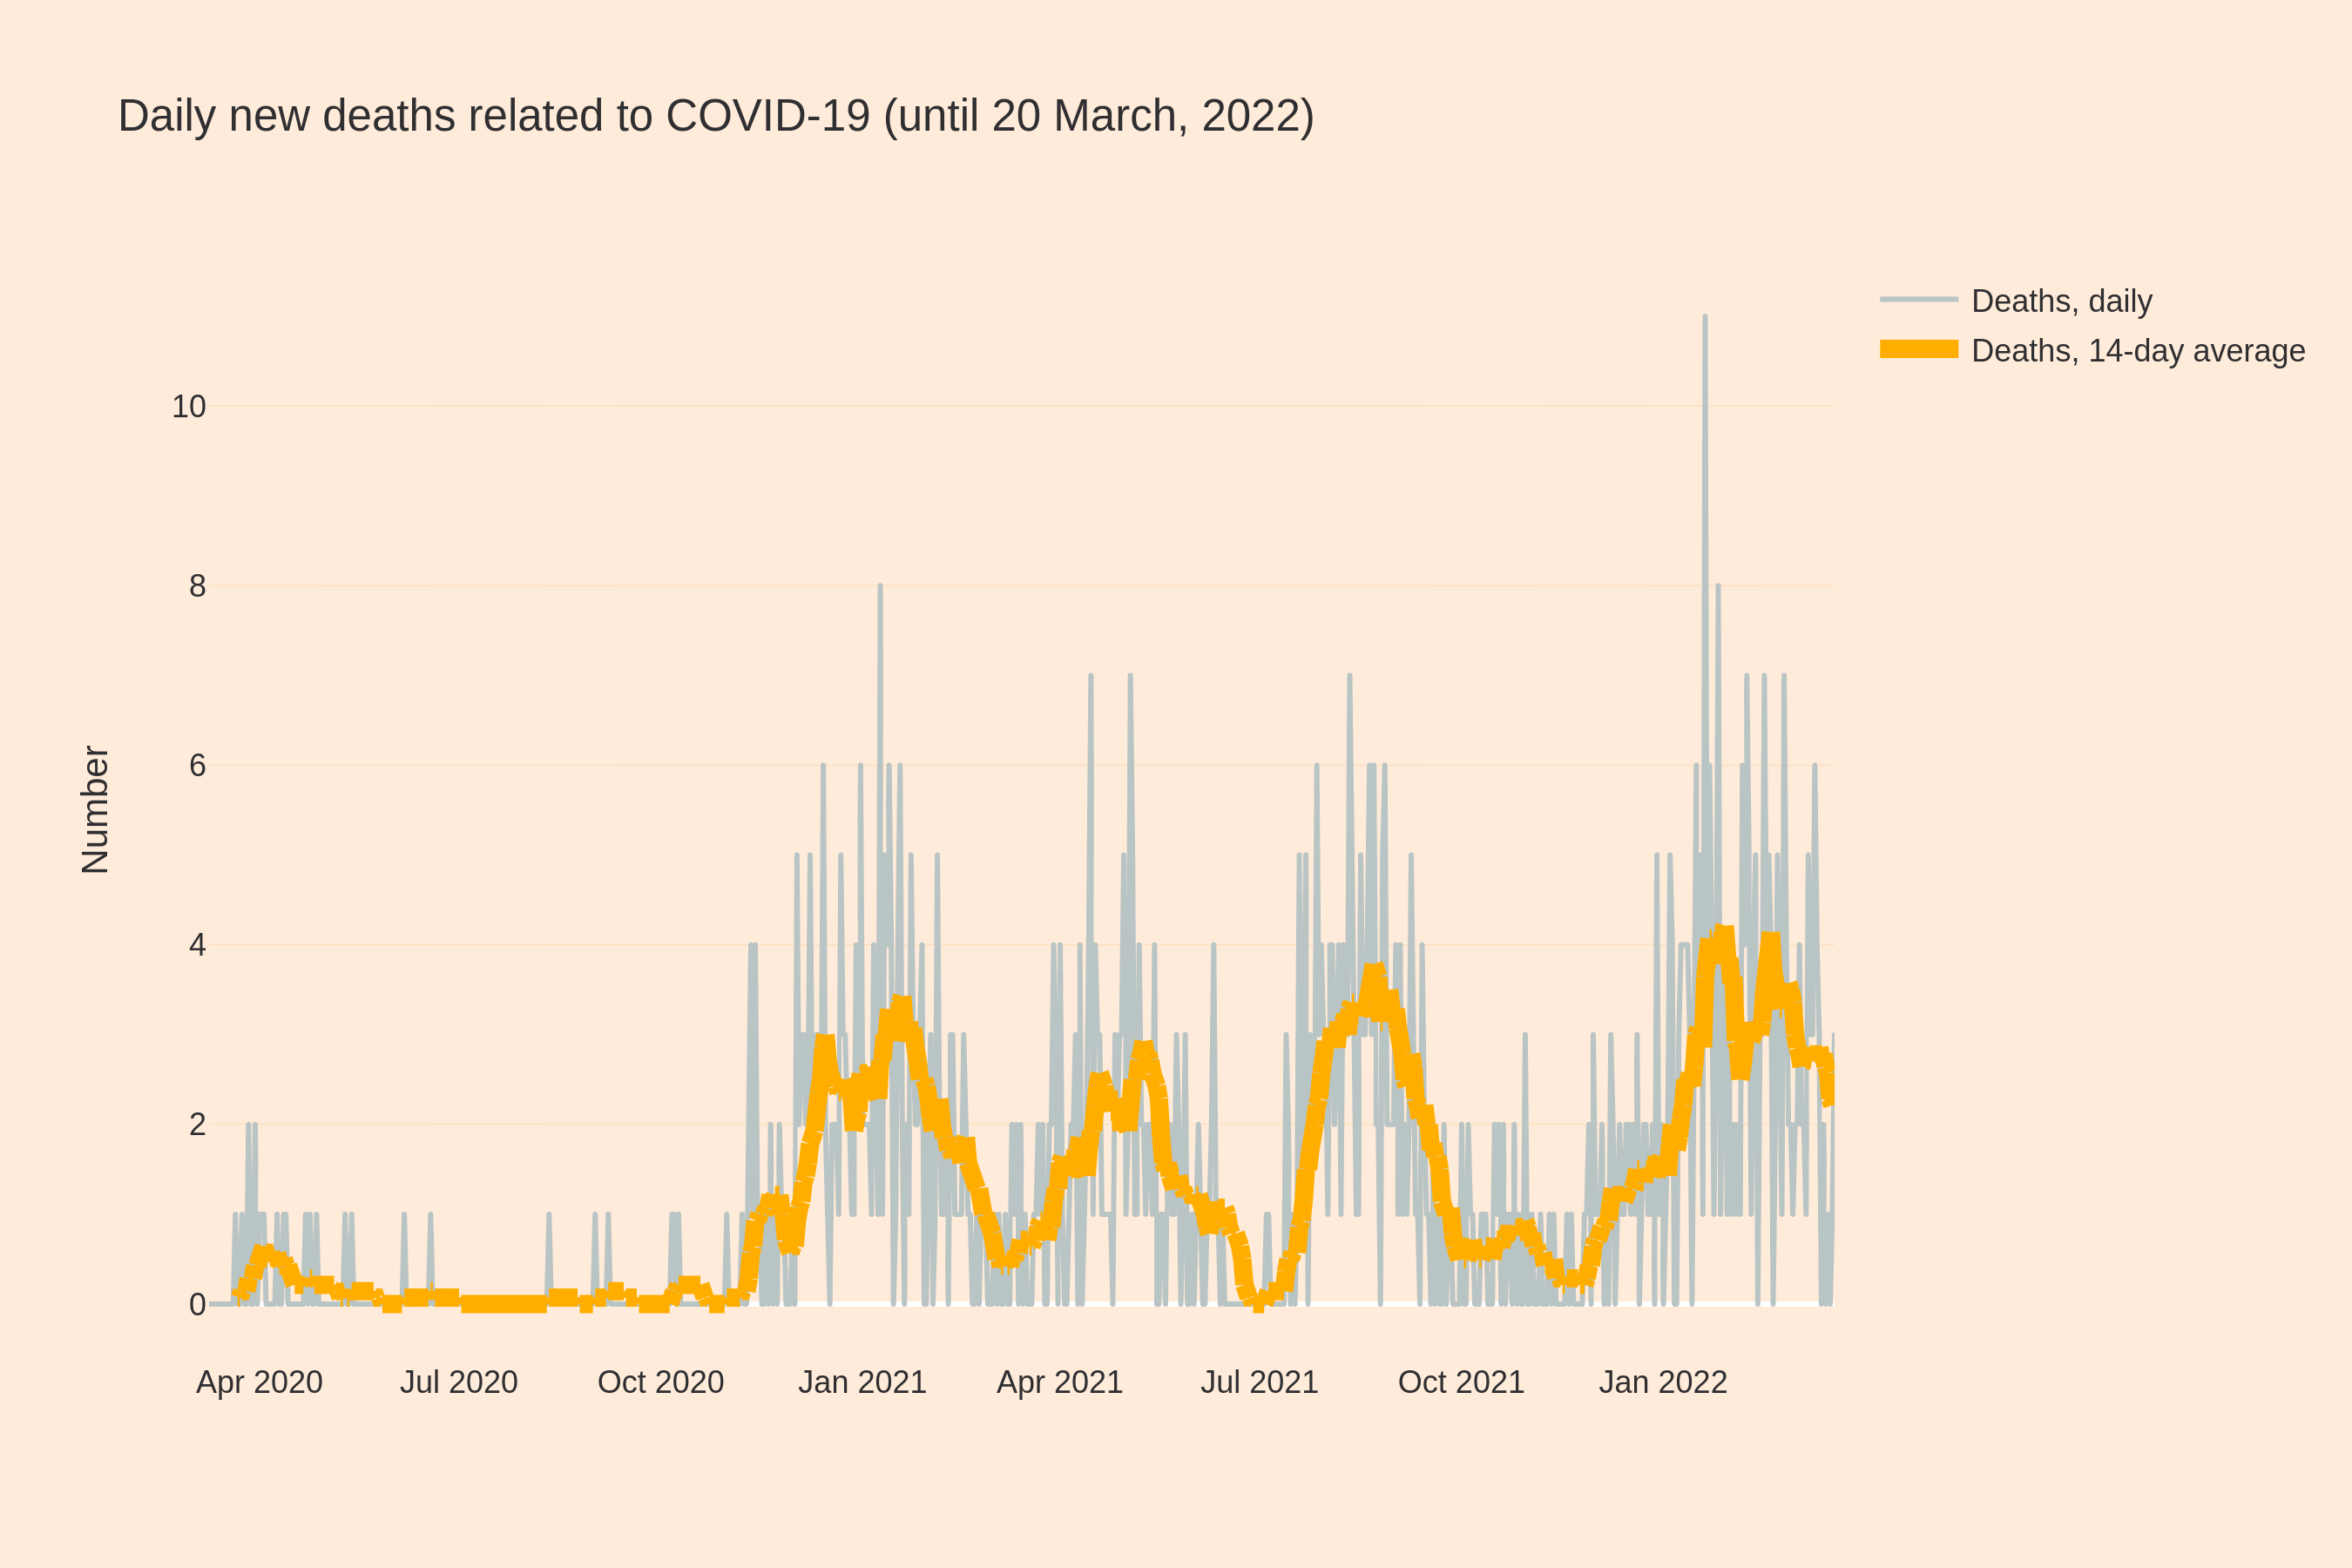 Daily new deaths related to COVID-19 (until 20 March, 2022)
Deaths, daily
Deaths, 14-day average
10
8
6
4
2
0
Number
Apr 2020
Jul 2020
Oct 2020
Jan 2021
Apr 2021
Jul 2021
Oct 2021
Jan 2022